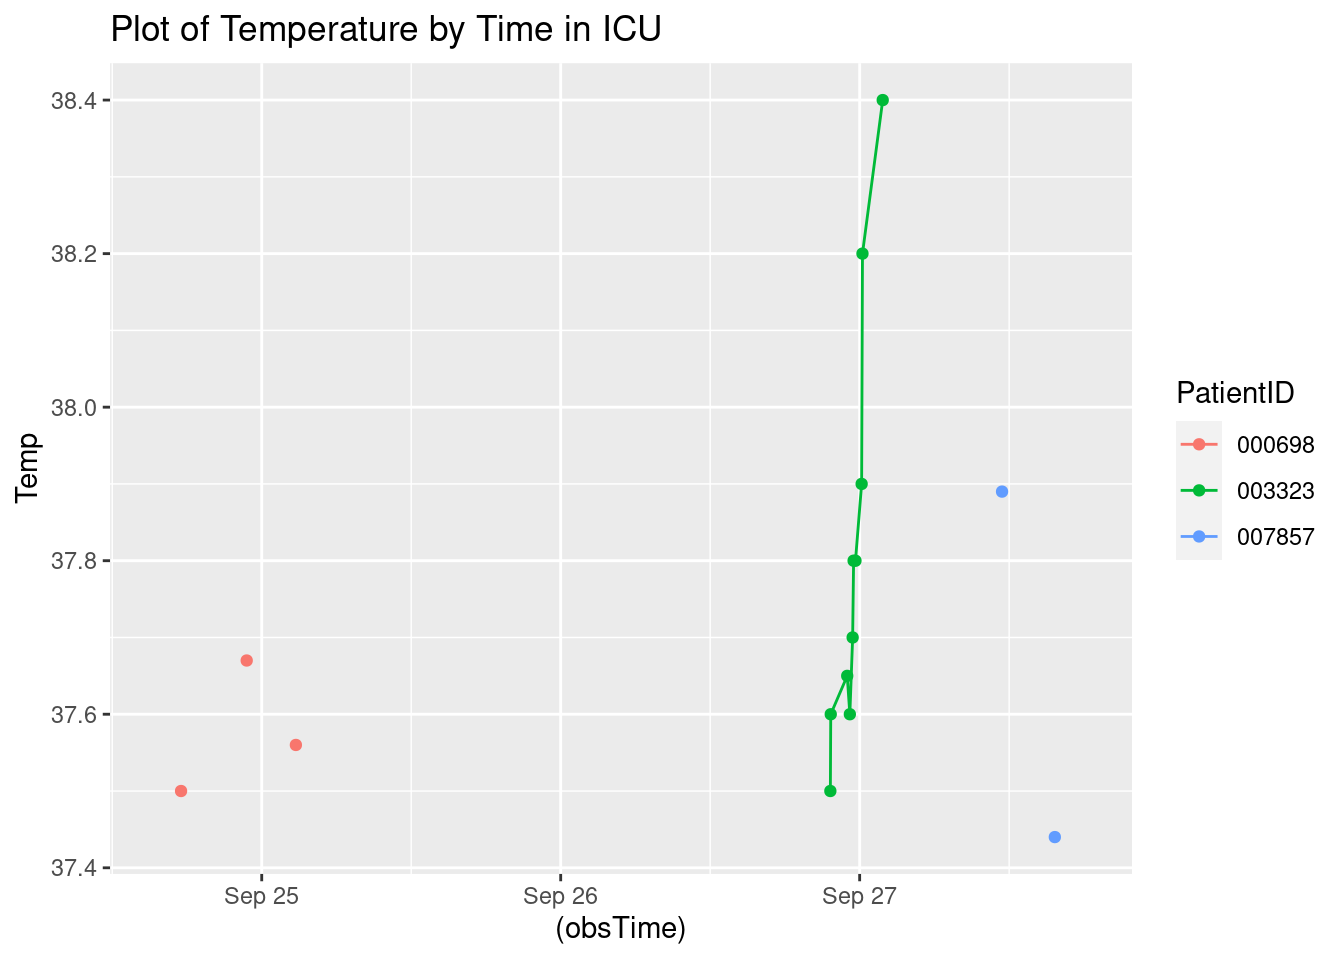 Plot of Temperature by Time in ICU
38.4
38.2
38.0
37.8
37.6
37.4
Temp
Sep 25
Sep 26
Sep 27
(obsTime)
PatientID
000698
003323
007857